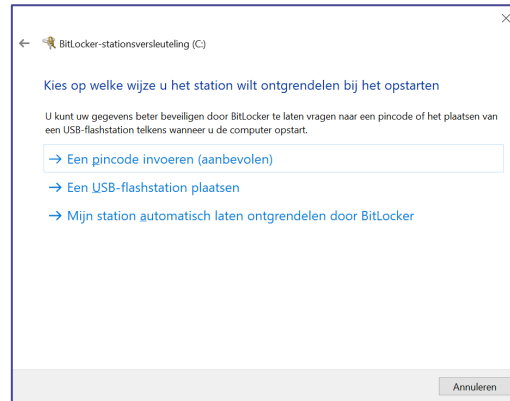 BitLocker-stationsversleuteling (C:)
Kies op welke wijze u het station wilt ontgrendelen bij het opstarten
U kunt uw gegevens beter beveiligen door BitLocker te laten vragen naar een pincode of het plaatsen van
een USB-flashstation telkens wanneer u de computer opstart.
→ Een pincode invoeren (aanbevolen)
→ Een USB-flashstation plaatsen
→ Mijn station automatisch laten ontgrendelen door BitLocker
Annuleren